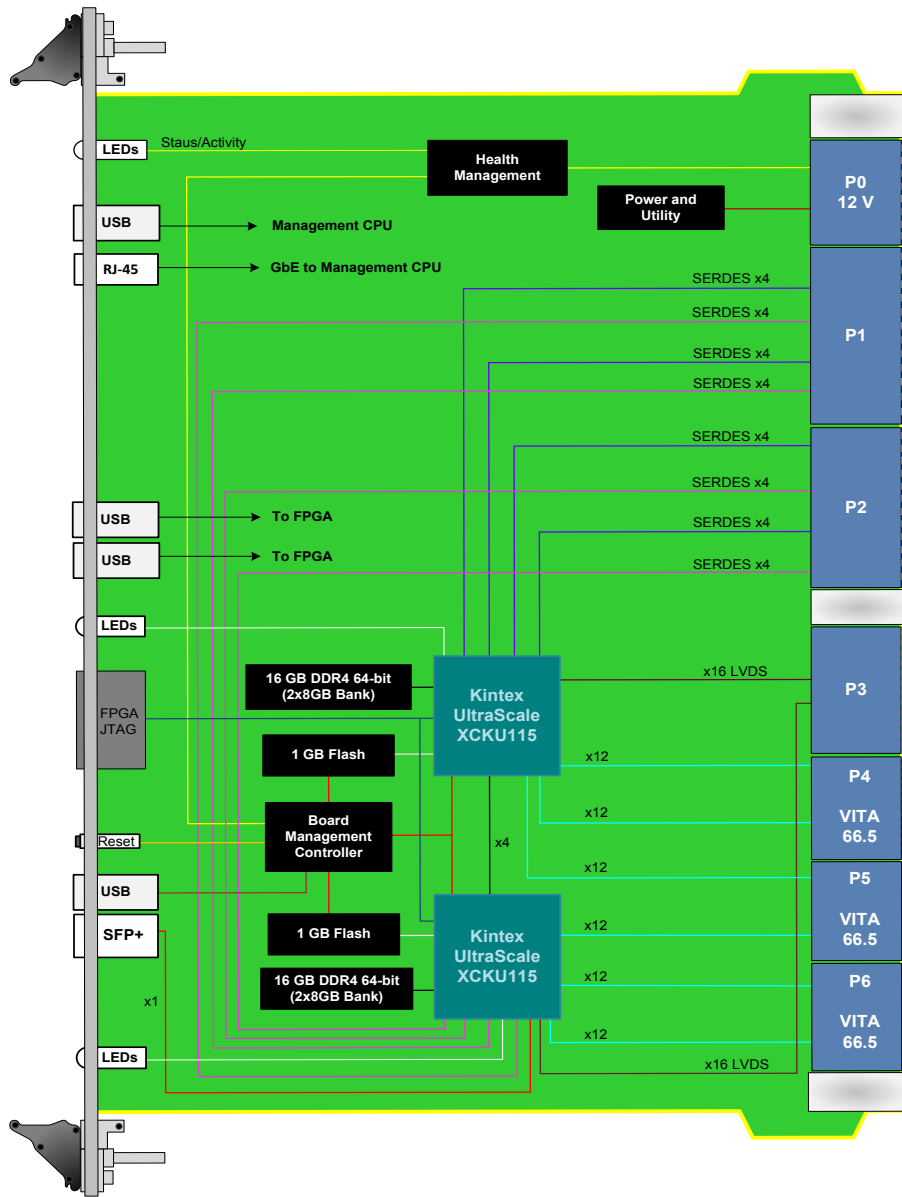 LEDs
Staus/Activity
Health
Management
P0
12 V
Power and
Utility
USB
Management CPU
RJ-45
GbE to Management CPU
SERDES x4
SERDES x4
P1
SERDES x4
SERDES x4
SERDES x4
SERDES x4
P2
SERDES x4
SERDES x4
USB
To FPGA
USB
To FPGA
LEDs
16 GB DDR4 64-bit
(2x8GB Bank)
Kintex
UltraScale
XCKU115
x16 LVDS
P3
FPGA
JTAG
1 GB Flash
x12
P4
x12
VITA
66.5
Board
Management
Controller
Reset
x4
x12
P5
USB
SFP+
1 GB Flash
Kintex
UltraScale
XCKU115
x12
VITA
66.5
16 GB DDR4 64-bit
(2x8GB Bank)
x12
P6
x1
x12
VITA
66.5
LEDs
x16 LVDS